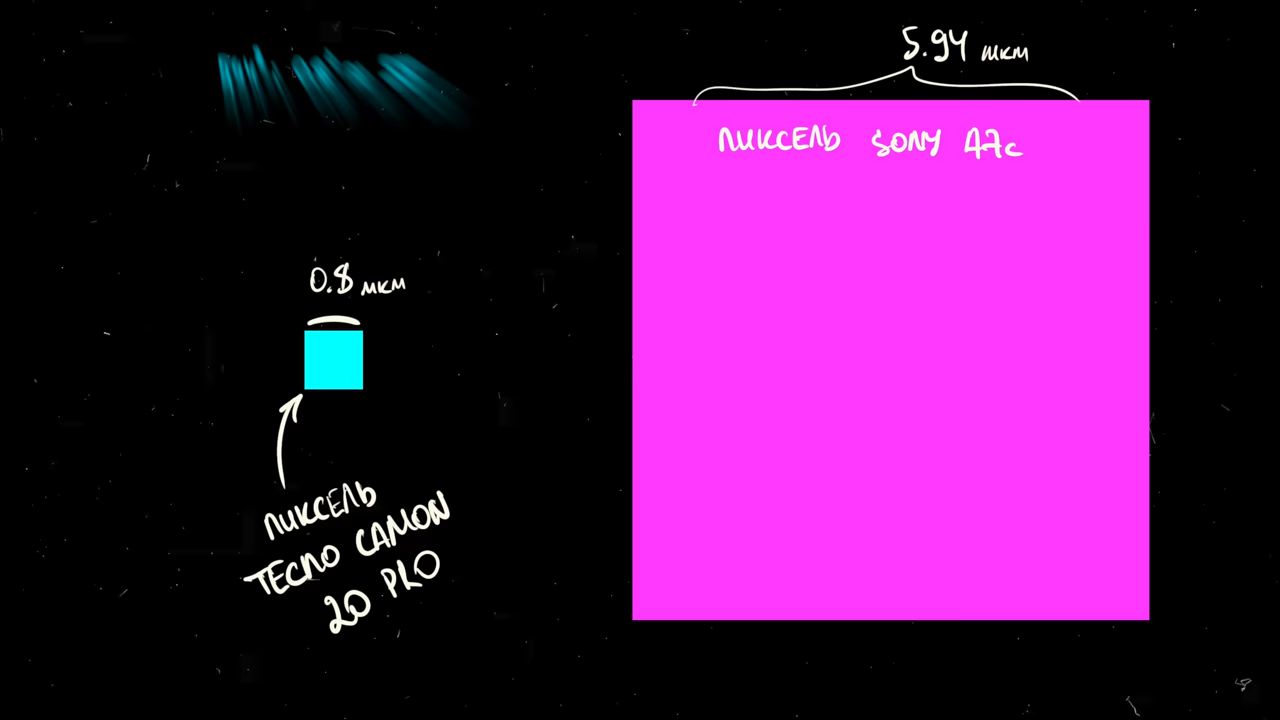 5.94 мкм
ПИКСЕЛЬ SONY A7c
0.8 мкм
ПИКСЕЛЬ
TECNO CAMON
20 PRO